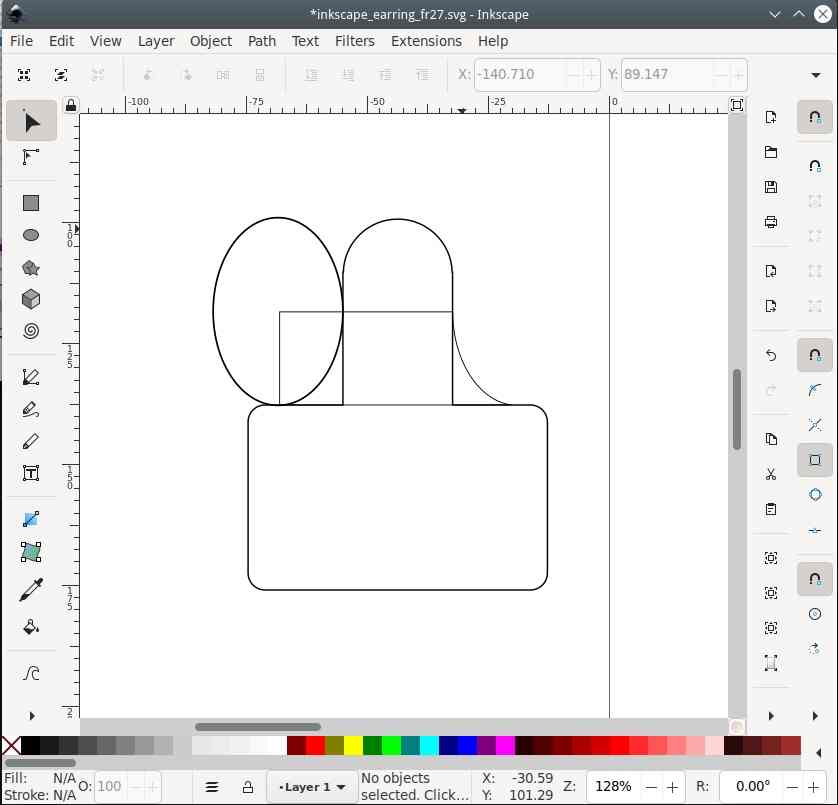 *inkscape_earring_fr27.svg - Inkscape
File Edit View Layer Object Path Text Filters Extensions Help
X: -140.710 Y: 89.147
-100 -75 -50 -25 0
100
125
150
175
2
Fill: N/A O: 100 •Layer 1 No objects X: -30.59 Z: 128% R: 0.00°
Stroke: N/A selected. Click... Y: 101.29